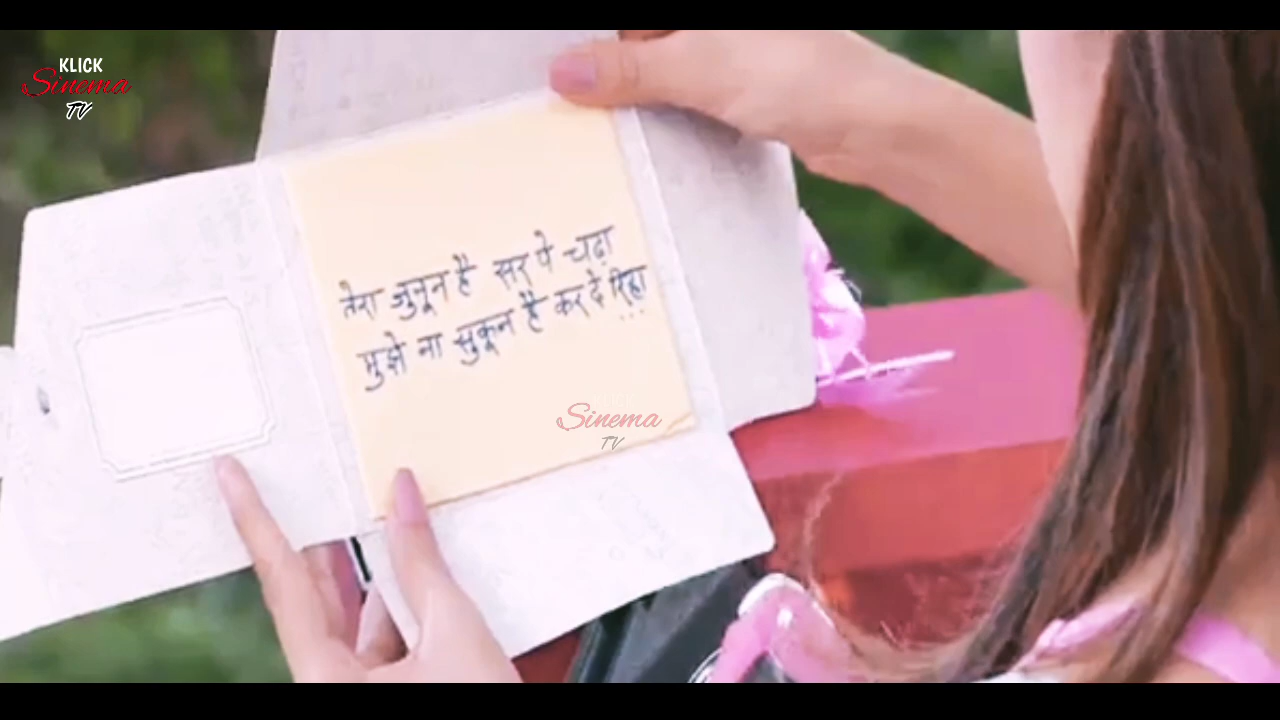 KLICK
Sinema
TV
तेरा जुनून है सर पे चढ़ा
मुझे ना सुकून है कर दे रिहा...
Sinema
TV